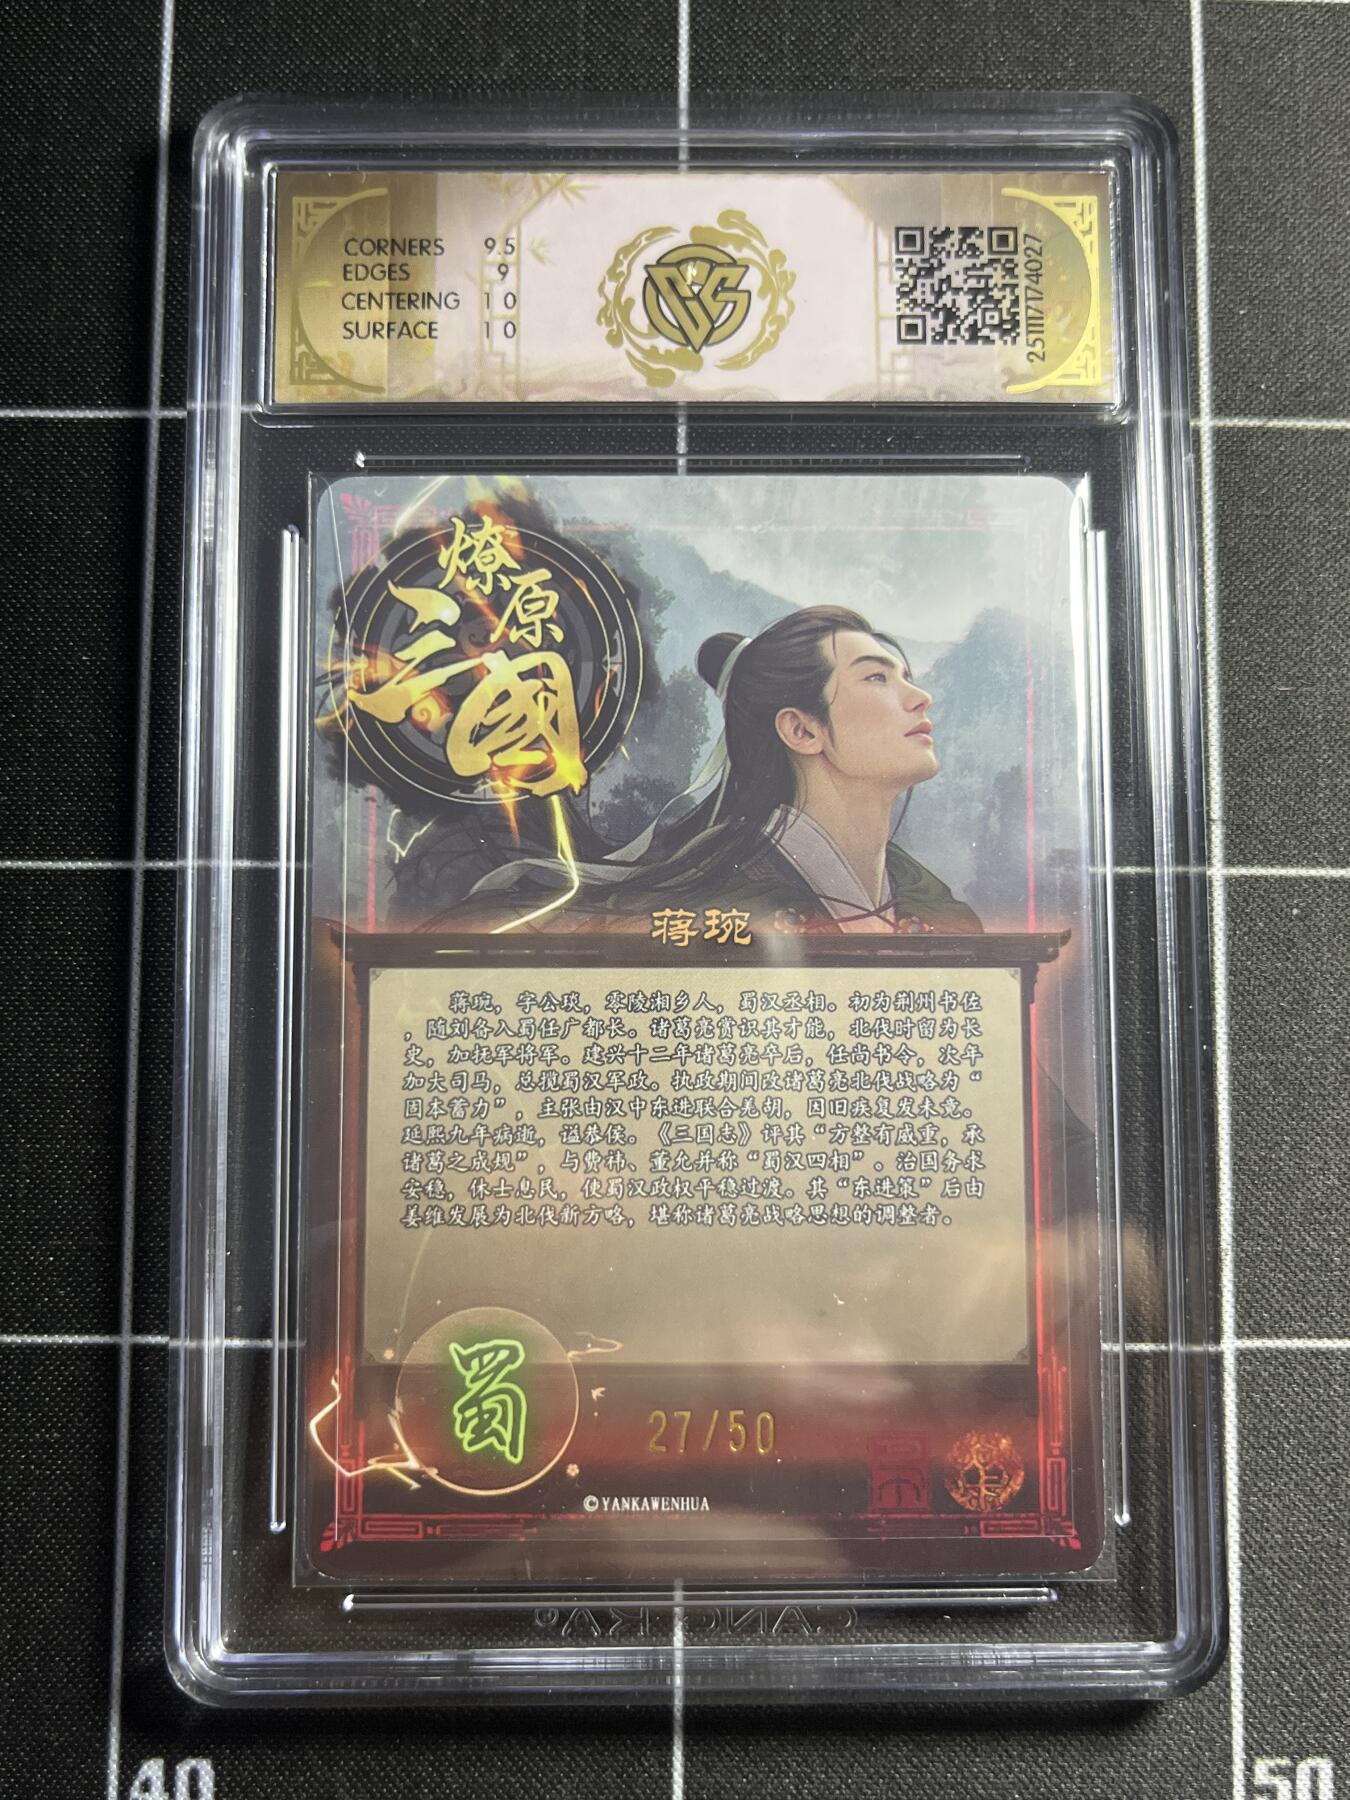 CORNERS 9.5
EDGES 9
CENTERING 10
SURFACE 10
CCS
251117174027
燎原
三國
蒋琬
蒋琬，字公琰，零陵湘乡人，蜀汉丞相。初为荆州书佐
，随刘备入蜀任广都长。诸葛亮赏识其才能，北伐时留为长
史，加抚军将军。建兴十二年诸葛亮卒后，任尚书令，次年
加大司马，总揽蜀汉军政。执政期间改诸葛亮北伐战略为“
固本蓄力”，主张由汉中东进联合羌胡，因旧疾复发未竟。
延熙九年病逝，谥恭侯。《三国志》评其“方整有威重，承
诸葛之成规”，与费祎、董允并称“蜀汉四相”。治国务求
安稳，休士息民，使蜀汉政权平稳过渡。其“东进策”后由
姜维发展为北伐新方略，堪称诸葛亮战略思想的调整者。
蜀
27/50
©YANKAWENHUA
40
50